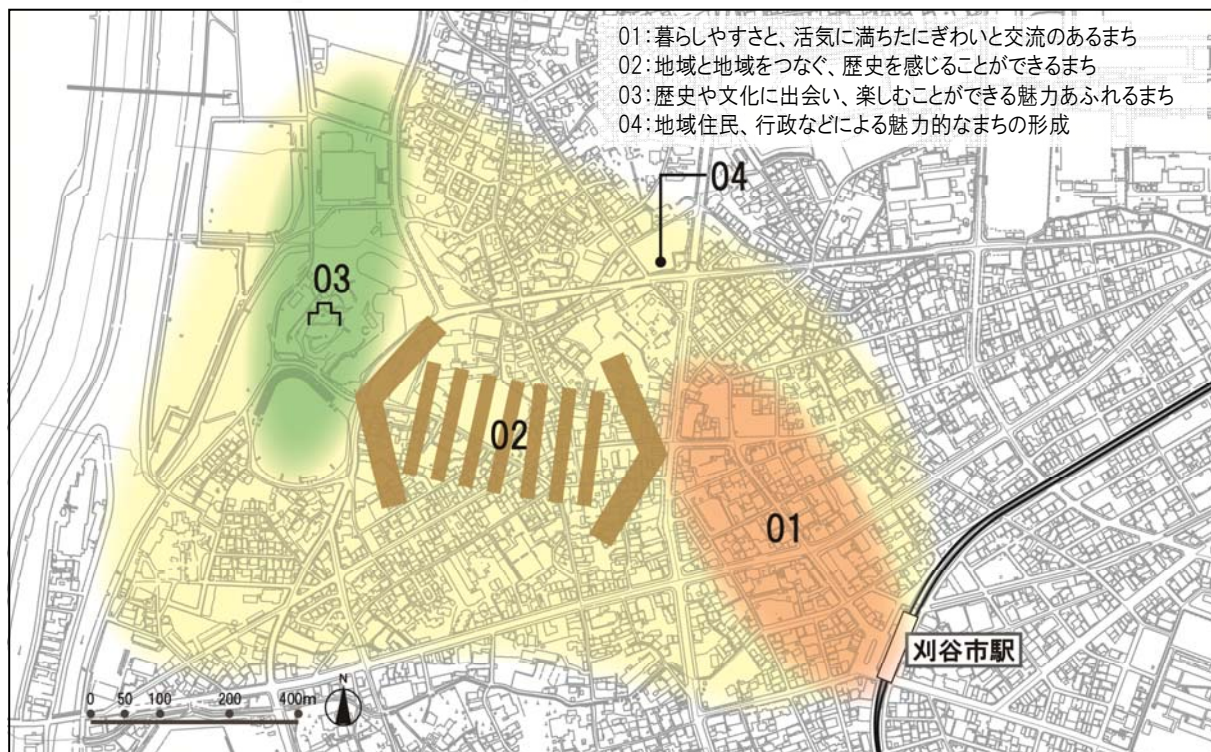 01:暮らしやすさと、活気に満ちたにぎわいと交流のあるまち
02:地域と地域をつなぐ、歴史を感じることができるまち
03:歴史や文化に出会い、楽しむことができる魅力あふれるまち
04:地域住民、行政などによる魅力的なまちの形成
04
03
02
01
刈谷市駅
0 50 100 200 400m
N